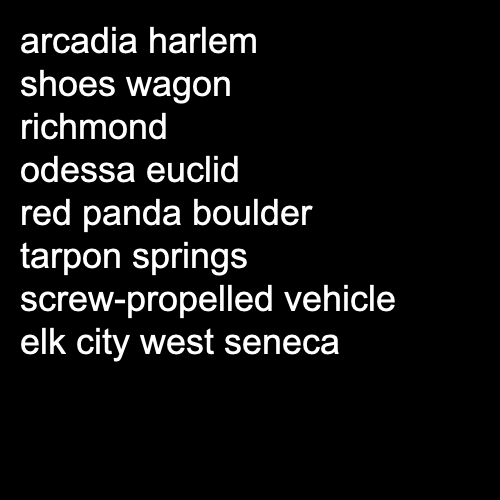 arcadia harlem
shoes wagon
richmond
odessa euclid
red panda boulder
tarpon springs
screw-propelled vehicle
elk city west seneca